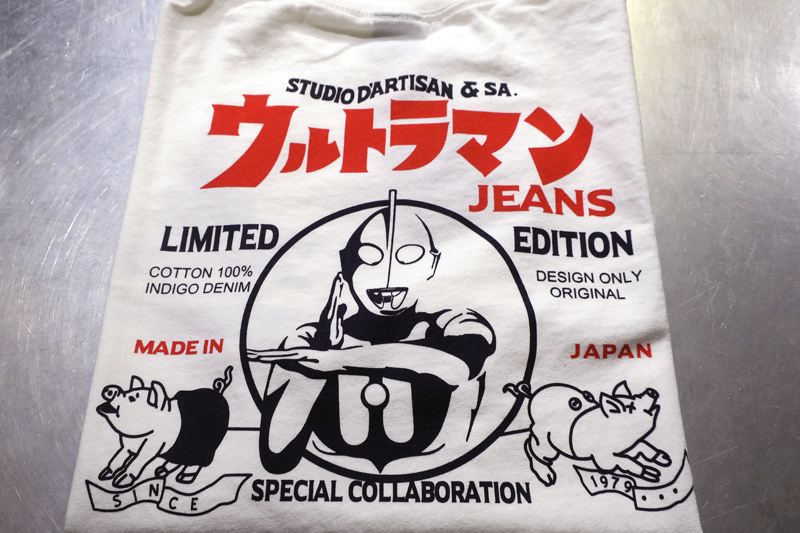 STUDIO D'ARTISAN & SA.
ウルトラマン
JEANS
LIMITED EDITION
COTTON 100%
INDIGO DENIM
DESIGN ONLY
ORIGINAL
MADE IN JAPAN
SINCE 1979...
SPECIAL COLLABORATION